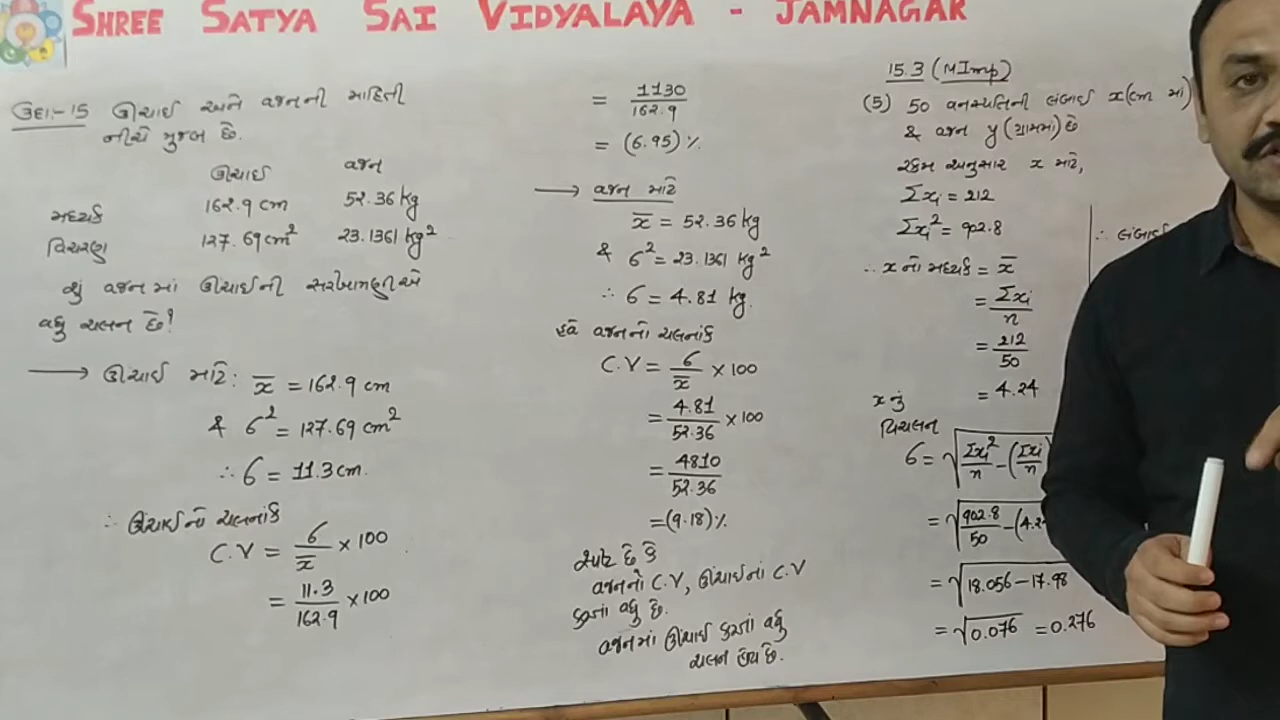 SHREE SATYA SAI VIDYALAYA - JAMNAGAR
ઉદા:-15 ઊંચાઈ અને વજનની માહિતી
નીચે મુજબ છે.
ઊંચાઈ વજન
મધ્યક 162.9 cm 52.36 kg
વિચરણ 127.69 cm² 23.1361 kg²
શું વજનમાં ઊંચાઈની સરખામણીએ
વધુ ચલન છે?
→ ઊંચાઈ માટે: x̅ = 162.9 cm
& σ² = 127.69 cm²
∴ σ = 11.3 cm.
∴ ઊંચાઈનો ચલનાંક
C.V = σ/x̅ × 100
= 11.3/162.9 × 100
= 1130/162.9
= (6.95) %
→ વજન માટે
x̅ = 52.36 kg
& σ² = 23.1361 kg²
∴ σ = 4.81 kg.
હવે વજનનો ચલનાંક
C.V = σ/x̅ × 100
= 4.81/52.36 × 100
= 4810/52.36
= (9.18) %
સ્પષ્ટ છે કે
વજનનો C.V, ઊંચાઈનાં C.V
કરતાં વધુ છે.
વજનમાં ઊંચાઈ કરતાં વધુ
ચલન હોય છે.
15.3 (M Imp)
(5) 50 વનસ્પતિની લંબાઈ x (cm માં)
& વજન y (ગ્રામમાં) છે
રકમ અનુસાર x માટે,
Σxi = 212
Σxi² = 902.8
∴ x નો મધ્યક = x̅
= Σxi/n
= 212/50
= 4.24
x નું
વિચલન
σ = √(Σxi²/n - (Σxi/n)
= √(902.8/50 - (4.24
= √(18.056 - 17.98
= √0.076 = 0.276
∴ લંબાઈ